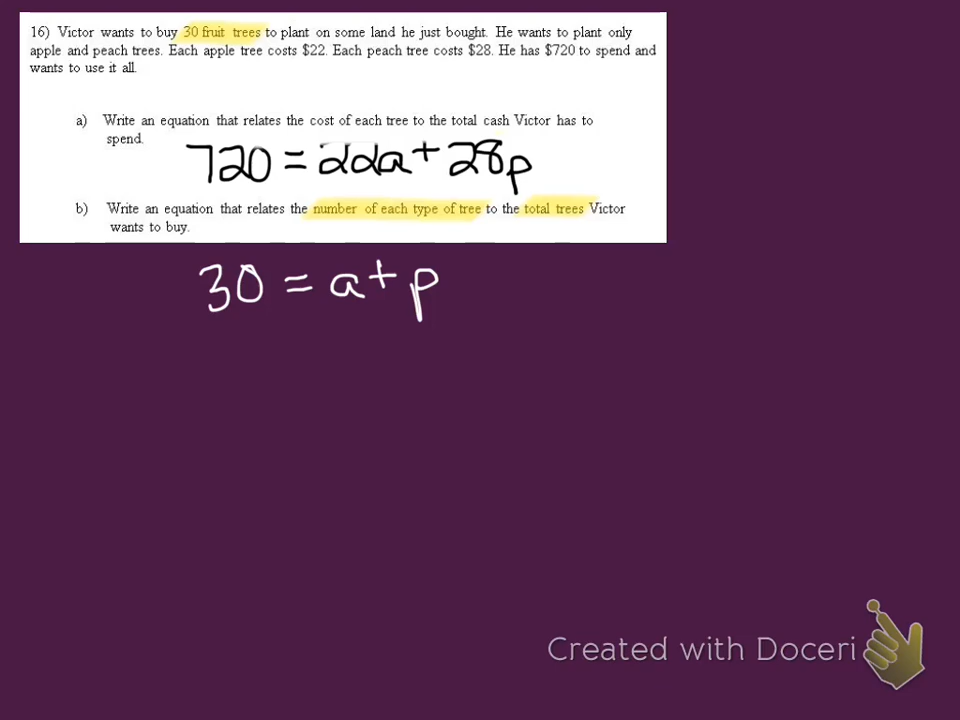 16) Victor wants to buy 30 fruit trees to plant on some land he just bought. He wants to plant only
apple and peach trees. Each apple tree costs $22. Each peach tree costs $28. He has $720 to spend and
wants to use it all.
a) Write an equation that relates the cost of each tree to the total cash Victor has to
spend.
720 = 22a + 28p
b) Write an equation that relates the number of each type of tree to the total trees Victor
wants to buy.
30 = a + p
Created with Doceri